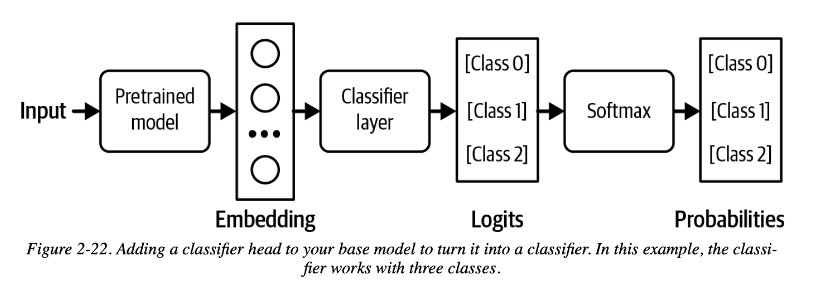 Input
Pretrained
model
Embedding
Classifier
layer
[Class 0]
[Class 1]
[Class 2]
Logits
Softmax
[Class 0]
[Class 1]
[Class 2]
Probabilities
Figure 2-22. Adding a classifier head to your base model to turn it into a classifier. In this example, the classi-
fier works with three classes.